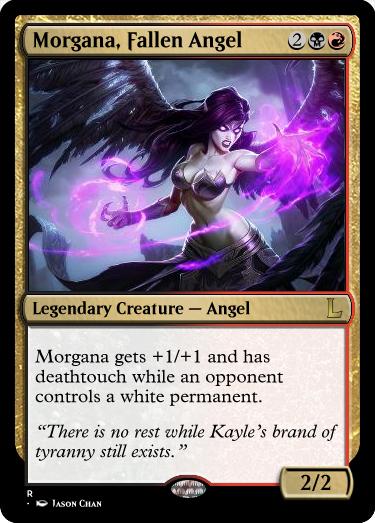 Morgana, Fallen Angel 2
Legendary Creature — Angel L
Morgana gets +1/+1 and has
deathtouch while an opponent
controls a white permanent.
“There is no rest while Kayle’s brand of
tyranny still exists.”
2/2
R
Jason Chan